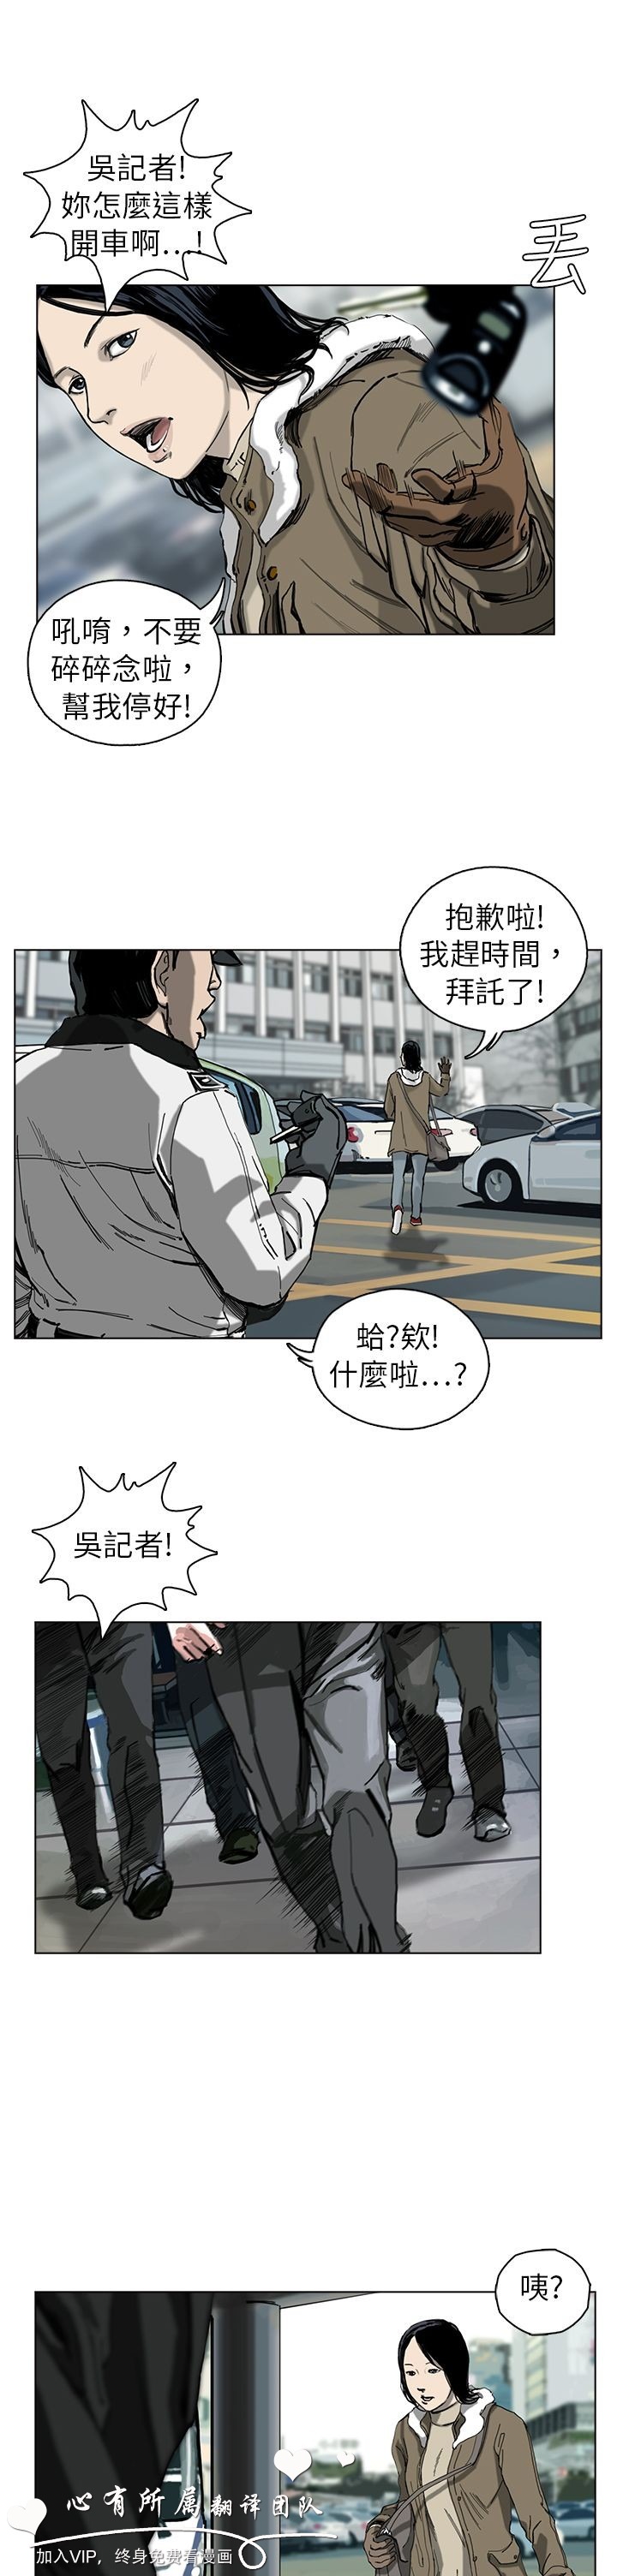 吳記者!
妳怎麼這樣
開車啊...!
丟
吼唷，不要
碎碎念啦，
幫我停好!
抱歉啦!
我趕時間，
拜託了!
蛤?欸!
什麼啦...?
吳記者!
咦?
心有所属翻译团队
加入VIP，终身免费看漫画